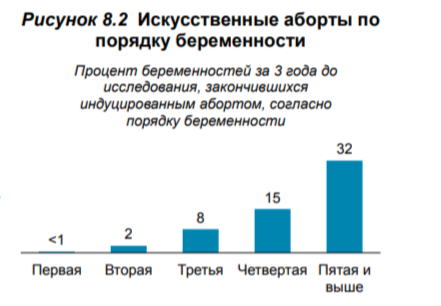 Рисунок 8.2 Искусственные аборты по
порядку беременности
Процент беременностей за 3 года до
исследования, закончившихся
индуцированным абортом, согласно
порядку беременности
<1
2
8
15
32
Первая
Вторая
Третья
Четвертая
Пятая и
выше